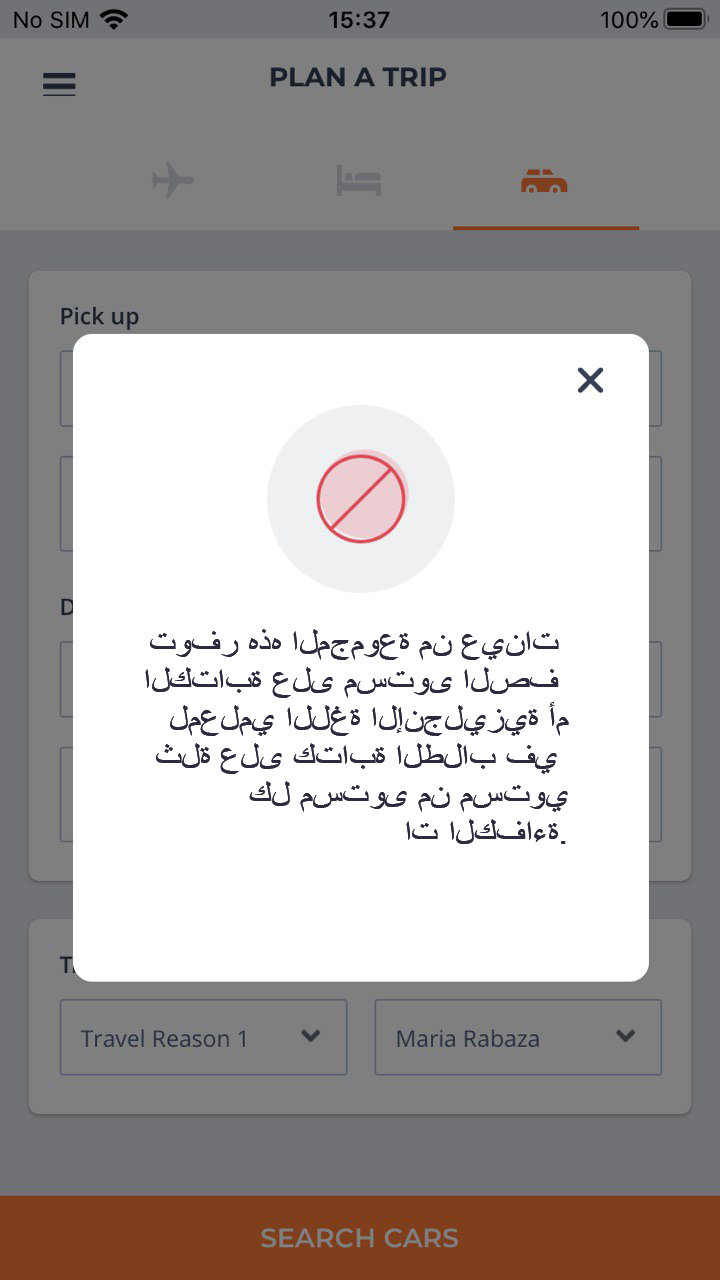 No SIM 15:37 100%
PLAN A TRIP
Pick up
توفر هذه المجموعة من عينات
الكتابة على مستوى الصف
لمعلمي اللغة الإنجليزية أم
ثلة على كتابة الطلاب في
كل مستوى من مستوي
ات الكفاءة.
Travel Reason 1
Maria Rabaza
SEARCH CARS